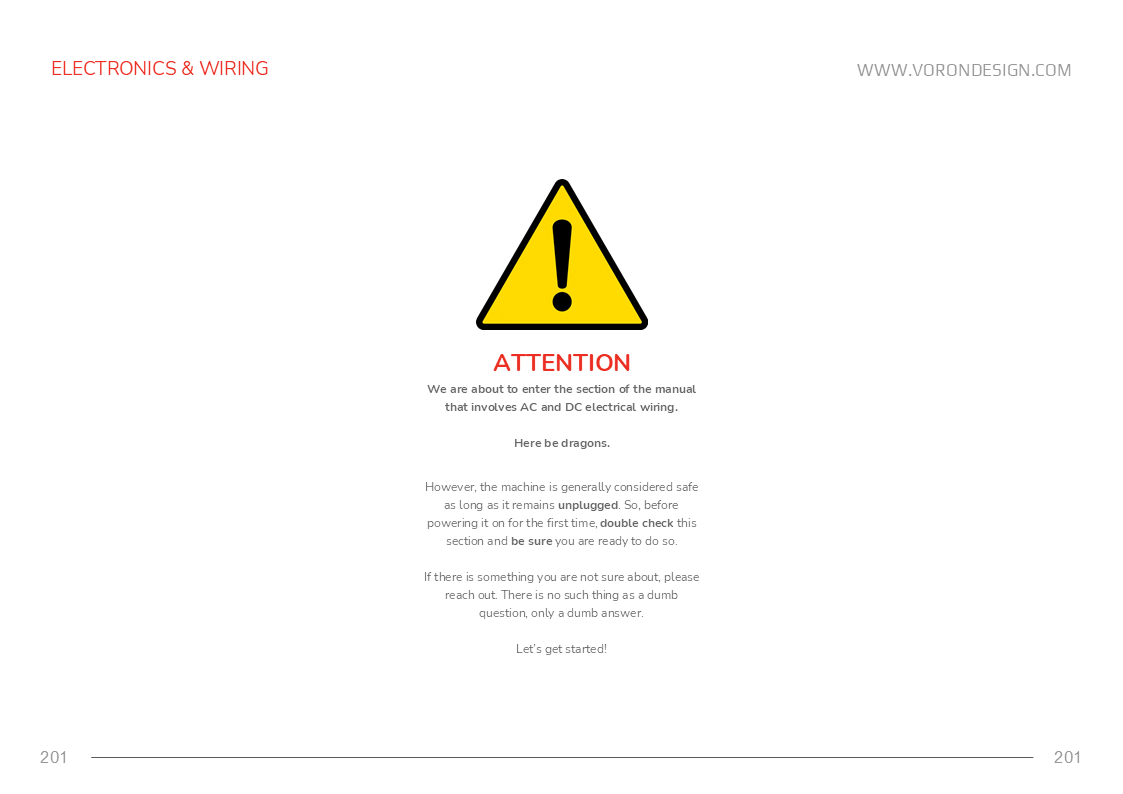 ELECTRONICS & WIRING
WWW.VORONDESIGN.COM
ATTENTION
We are about to enter the section of the manual
that involves AC and DC electrical wiring.
Here be dragons.
However, the machine is generally considered safe
as long as it remains unplugged. So, before
powering it on for the first time, double check this
section and be sure you are ready to do so.
If there is something you are not sure about, please
reach out. There is no such thing as a dumb
question, only a dumb answer.
Let’s get started!
201
201